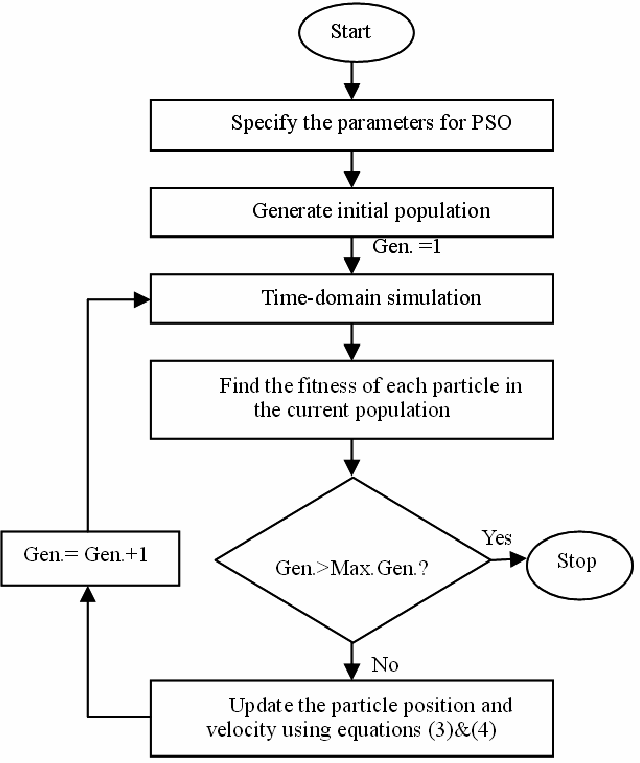 Start
Specify the parameters for PSO
Generate initial population
Gen. =1
Time-domain simulation
Find the fitness of each particle in
the current population
Gen.>Max. Gen.?
Yes
Stop
No
Update the particle position and
velocity using equations (3)&(4)
Gen.= Gen.+1